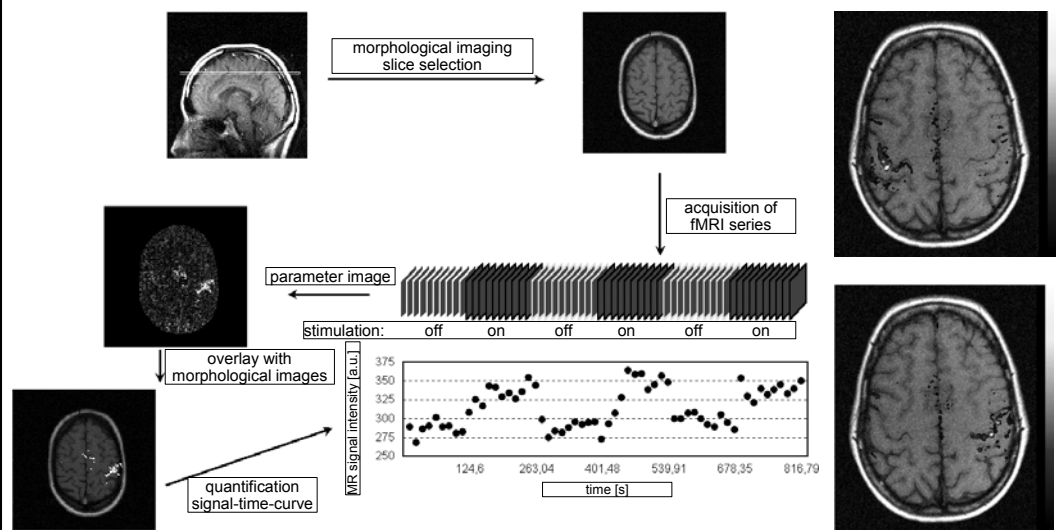 morphological imaging
slice selection
acquisition of
fMRI series
parameter image
stimulation: off on off on off on
overlay with
morphological images
MR signal intensity [a.u.]
375
350
325
300
275
250
124,6 263,04 401,48 539,91 678,35 816,79
time [s]
quantification
signal-time-curve